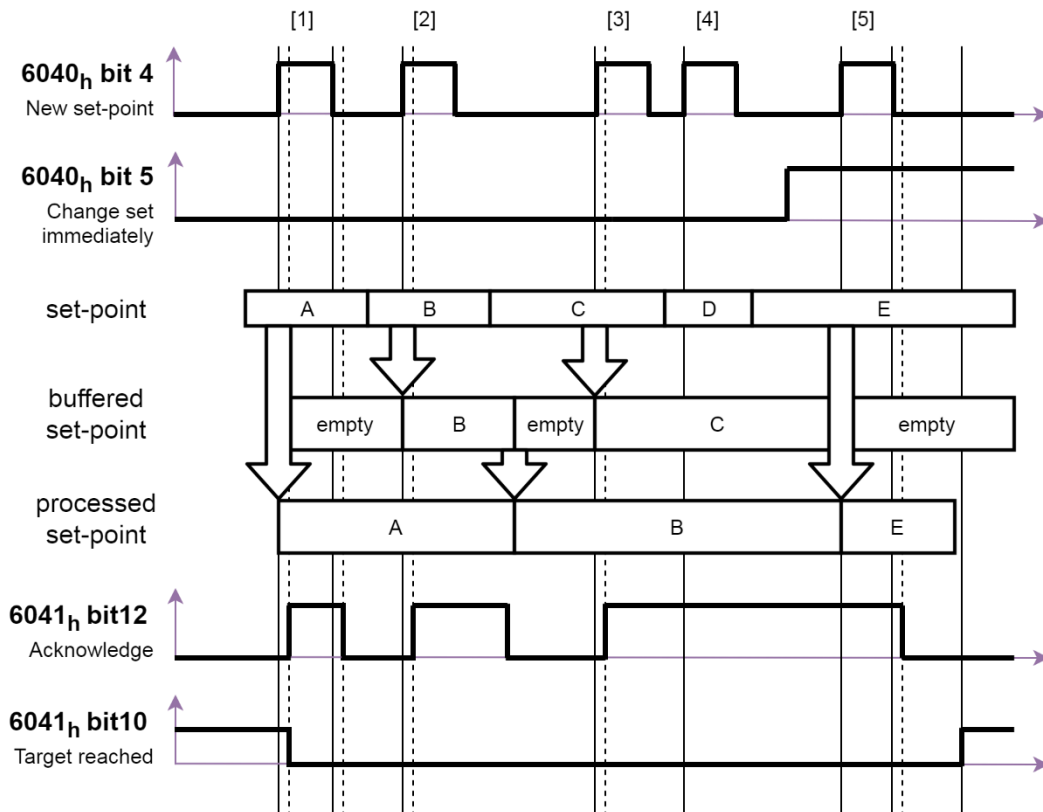 [1] [2] [3] [4] [5]
6040h bit 4
New set-point
6040h bit 5
Change set
immediately
set-point A B C D E
buffered
set-point
empty B empty C empty
processed
set-point
A B E
6041h bit12
Acknowledge
6041h bit10
Target reached